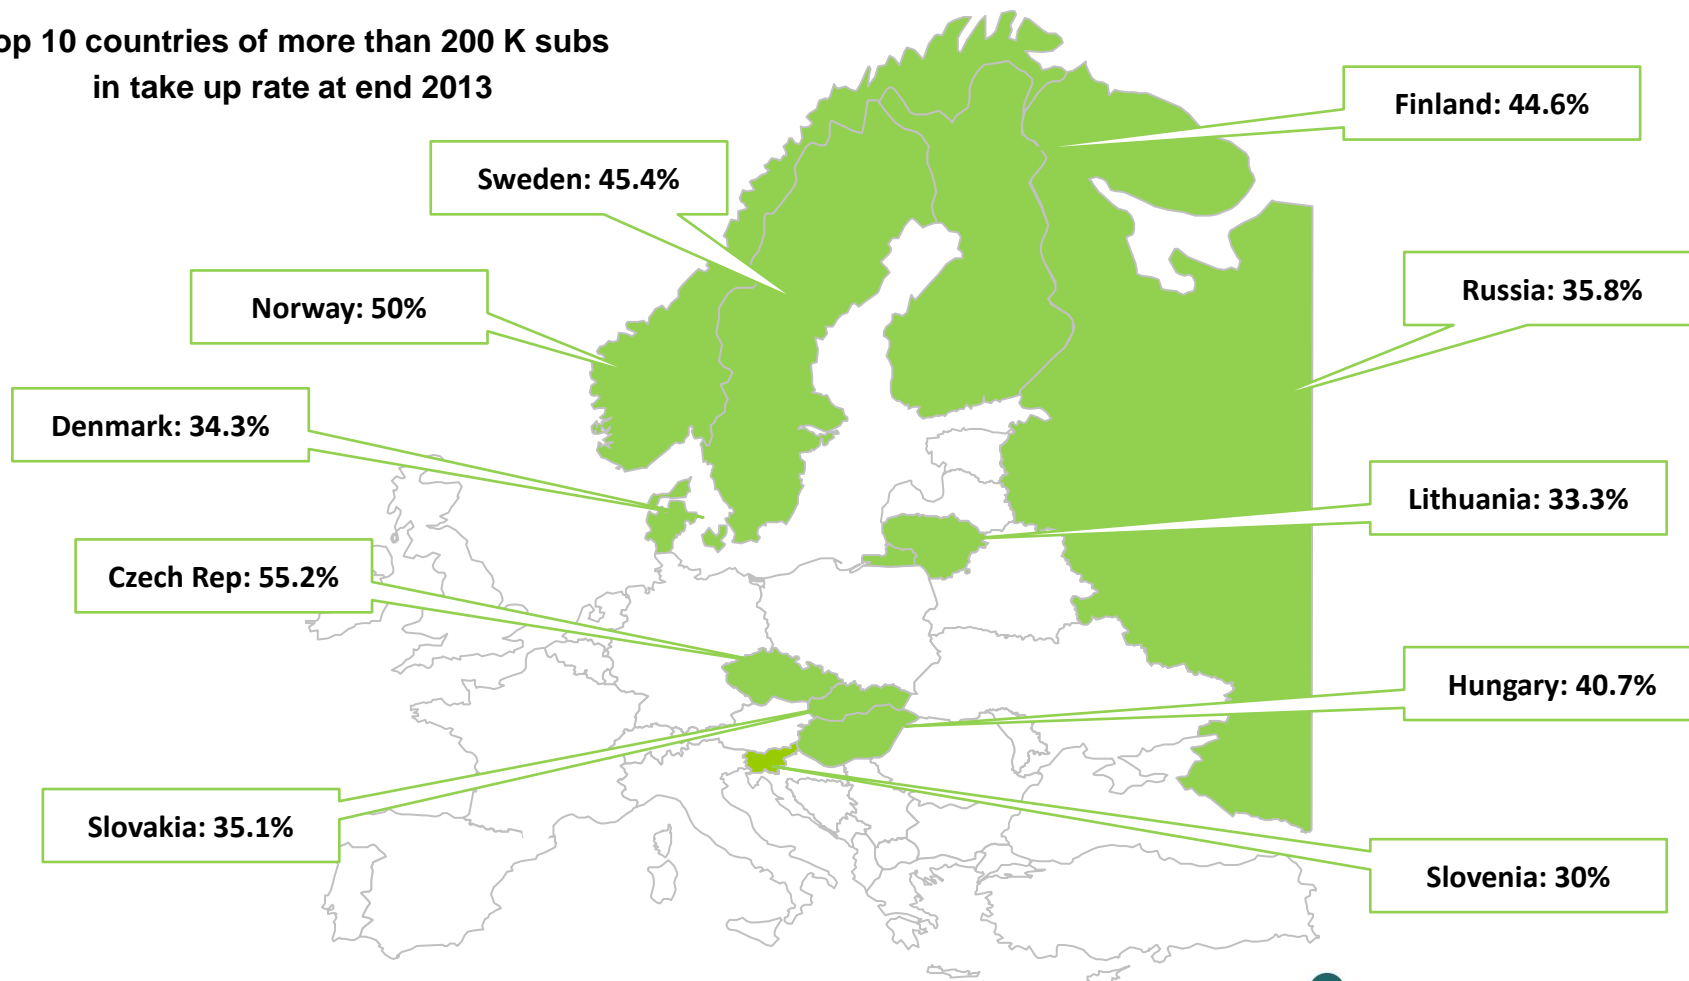 op 10 countries of more than 200 K subs
in take up rate at end 2013
Finland: 44.6%
Sweden: 45.4%
Norway: 50%
Russia: 35.8%
Denmark: 34.3%
Lithuania: 33.3%
Czech Rep: 55.2%
Hungary: 40.7%
Slovakia: 35.1%
Slovenia: 30%